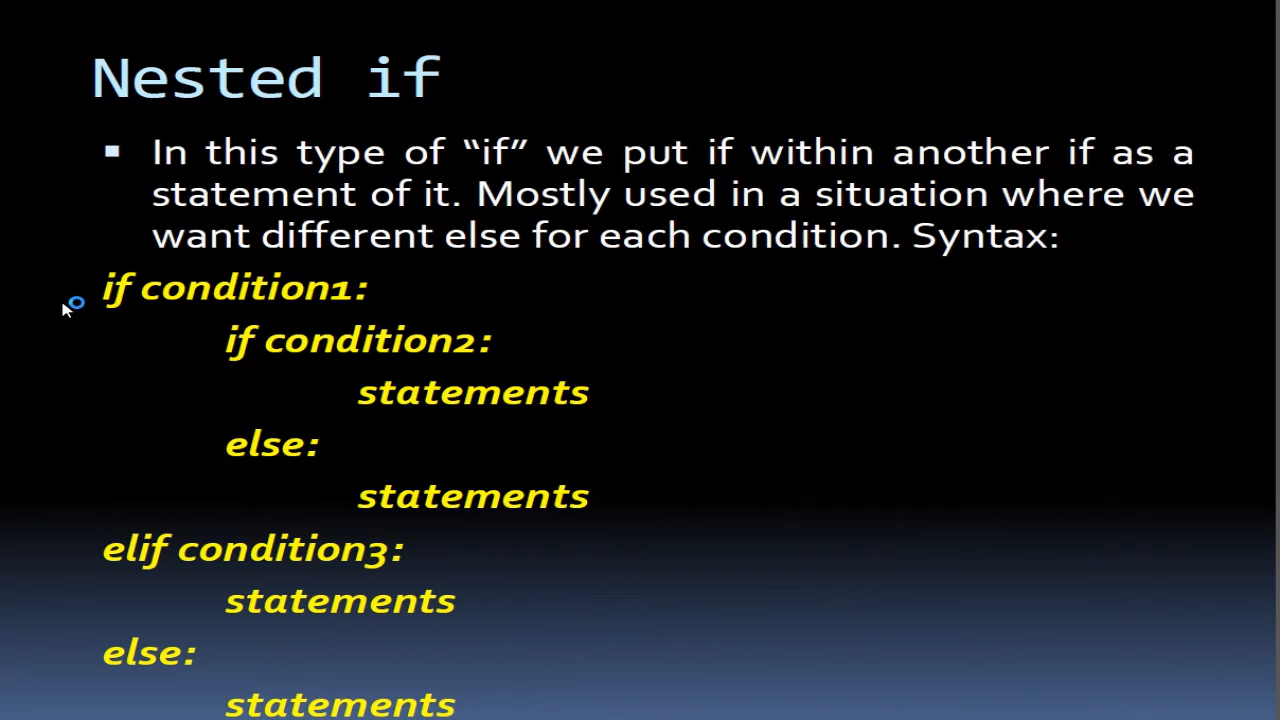 Nested if
In this type of “if” we put if within another if as a
statement of it. Mostly used in a situation where we
want different else for each condition. Syntax:
if condition1:
if condition2:
statements
else:
statements
elif condition3:
statements
else:
statements